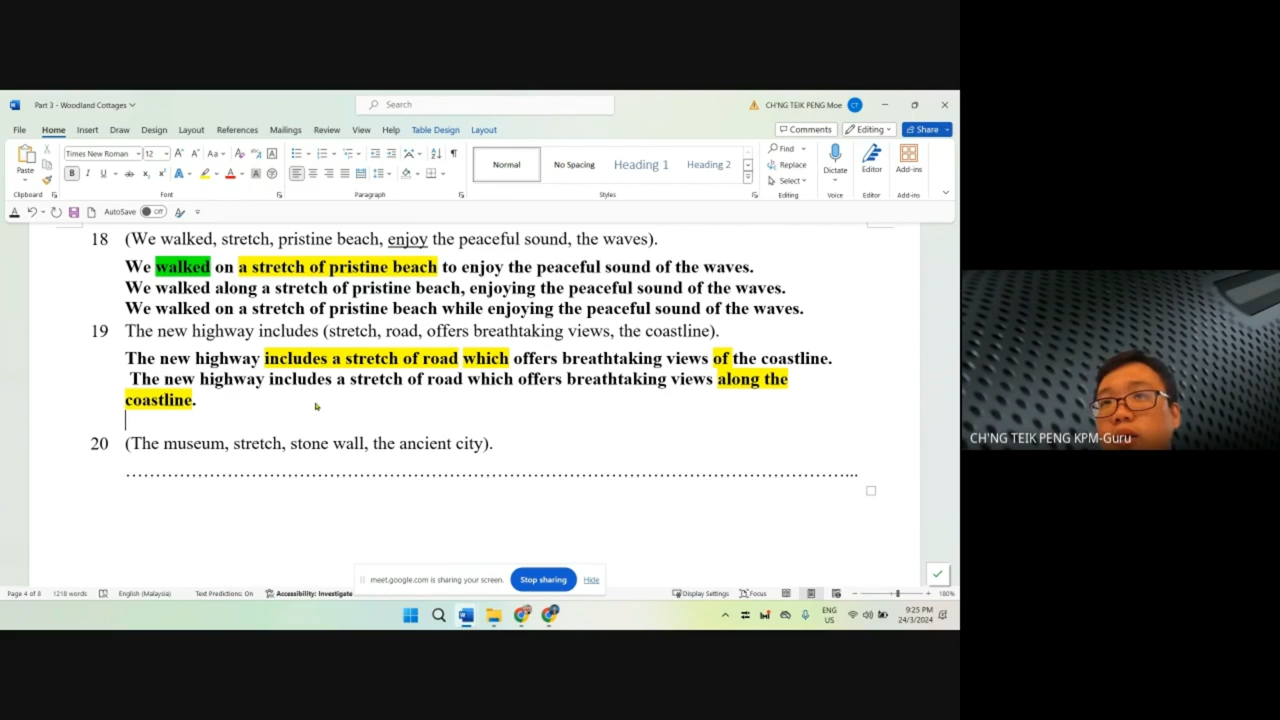 Part 3 - Woodland Cottages
Search
CH'NG TEIK PENG Moe CT
File Home Insert Draw Design Layout References Mailings Review View Help Table Design Layout
Comments Editing Share
Paste
Times New Roman 12
Aa
B I U ab
Normal
No Spacing
Heading 1
Heading 2
Find
Replace
Select
Dictate
Editor
Add-ins
Clipboard Font Paragraph Styles Editing Voice Editor Add-ins
AutoSave Off
18 (We walked, stretch, pristine beach, enjoy the peaceful sound, the waves).
We walked on a stretch of pristine beach to enjoy the peaceful sound of the waves.
We walked along a stretch of pristine beach, enjoying the peaceful sound of the waves.
We walked on a stretch of pristine beach while enjoying the peaceful sound of the waves.
19 The new highway includes (stretch, road, offers breathtaking views, the coastline).
The new highway includes a stretch of road which offers breathtaking views of the coastline.
The new highway includes a stretch of road which offers breathtaking views along the
coastline.
20 (The museum, stretch, stone wall, the ancient city).
meet.google.com is sharing your screen. Stop sharing Hide
Page 4 of 8 1218 words English (Malaysia) Text Predictions: On Accessibility: Investigate Display Settings Focus 180%
ENG
US
9:25 PM
24/3/2024
CH'NG TEIK PENG KPM-Guru